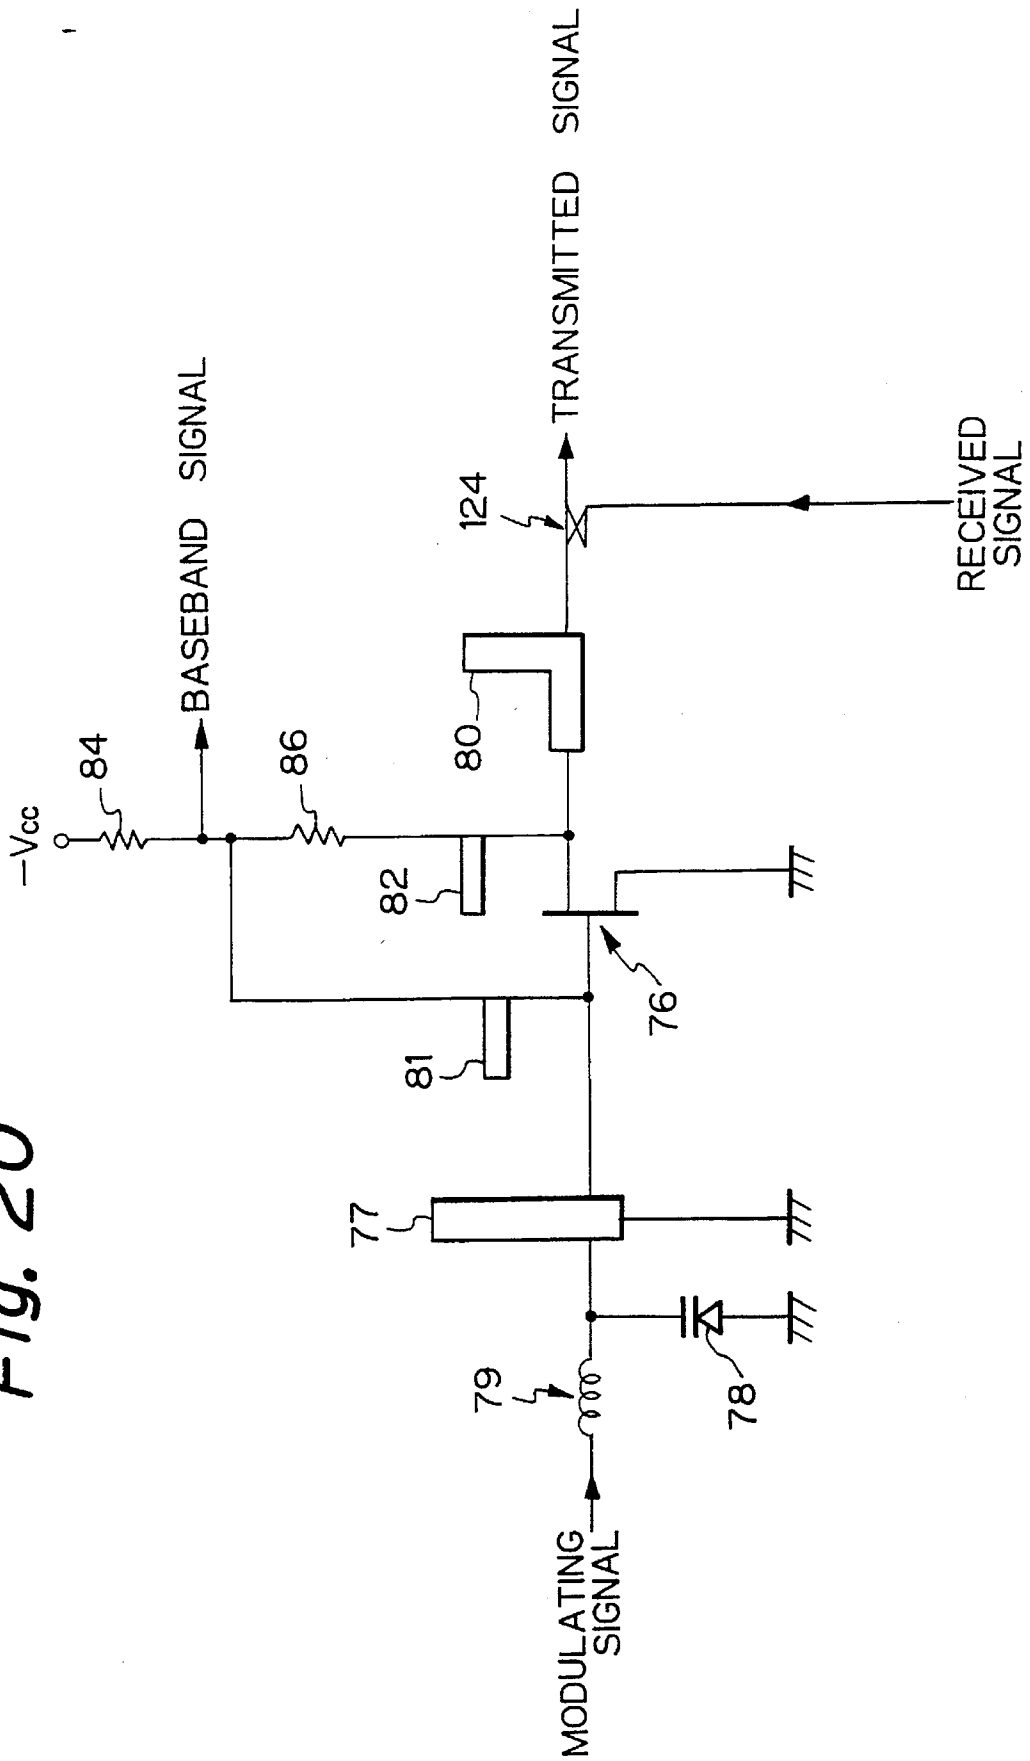 Fig. 20
-Vcc
84
BASEBAND SIGNAL
86
82
81
80
124
TRANSMITTED SIGNAL
77
76
79
78
MODULATING
SIGNAL
RECEIVED
SIGNAL